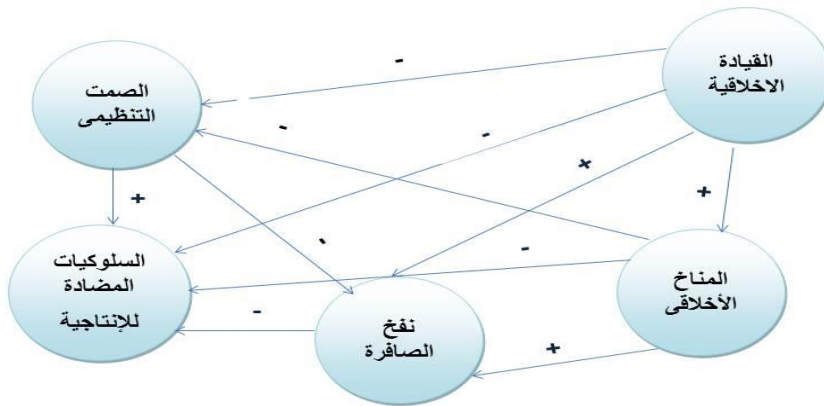 القيادة
الاخلاقية
الصمت
التنظيمى
-
-
-
+
+
+
-
-
المناخ
الأخلاقى
السلوكيات
المضادة
للإنتاجية
-
نفخ
الصافرة
+